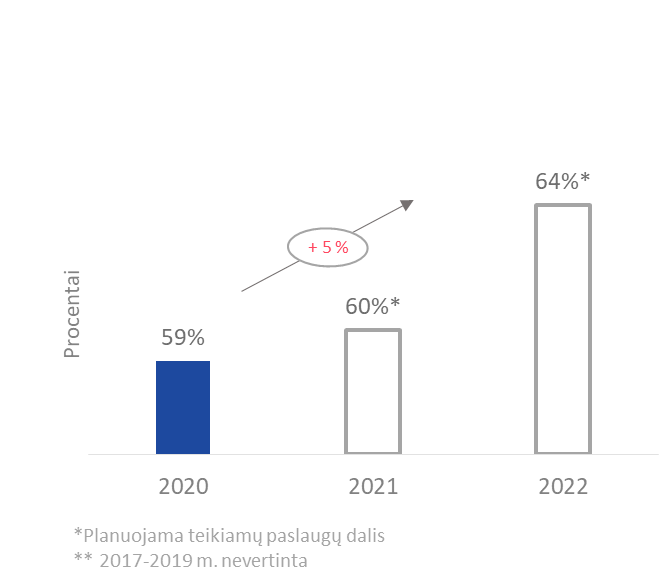 64%*
+ 5 %
60%*
59%
Procentai
2020 2021 2022
*Planuojama teikiamų paslaugų dalis
** 2017-2019 m. nevertinta